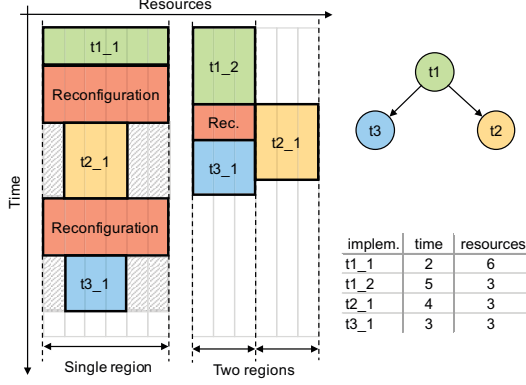 Resources
Time
t1_1
Reconfiguration
t2_1
Reconfiguration
t3_1
Single region
t1_2
Rec.
t2_1
t3_1
Two regions
t1
t3
t2
implem. time resources
t1_1 2 6
t1_2 5 3
t2_1 4 3
t3_1 3 3